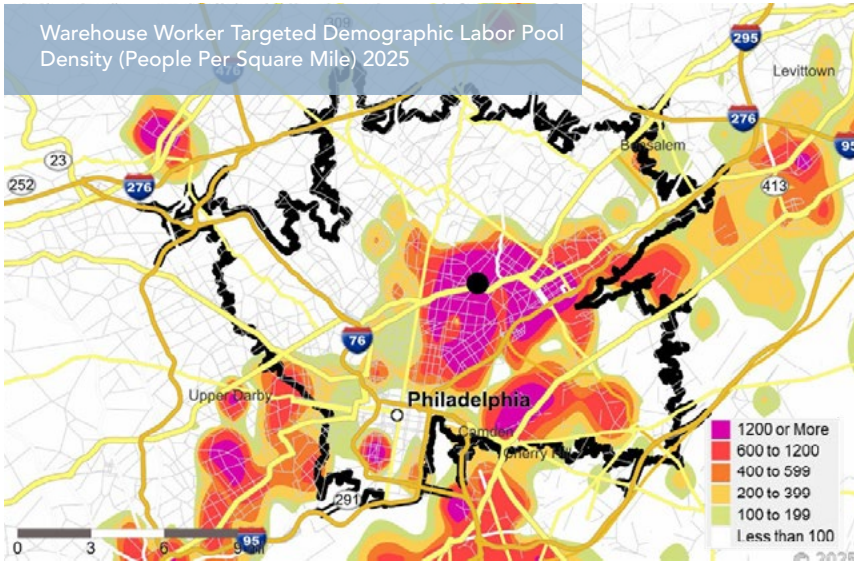 Warehouse Worker Targeted Demographic Labor Pool
Density (People Per Square Mile) 2025
309
476
295
Levittown
276
Bensalem
95
23
252
276
413
76
Upper Darby
Philadelphia
Camden
Cherry Hill
291
95
0 3 6 9 mi
1200 or More
600 to 1200
400 to 599
200 to 399
100 to 199
Less than 100
© 2025